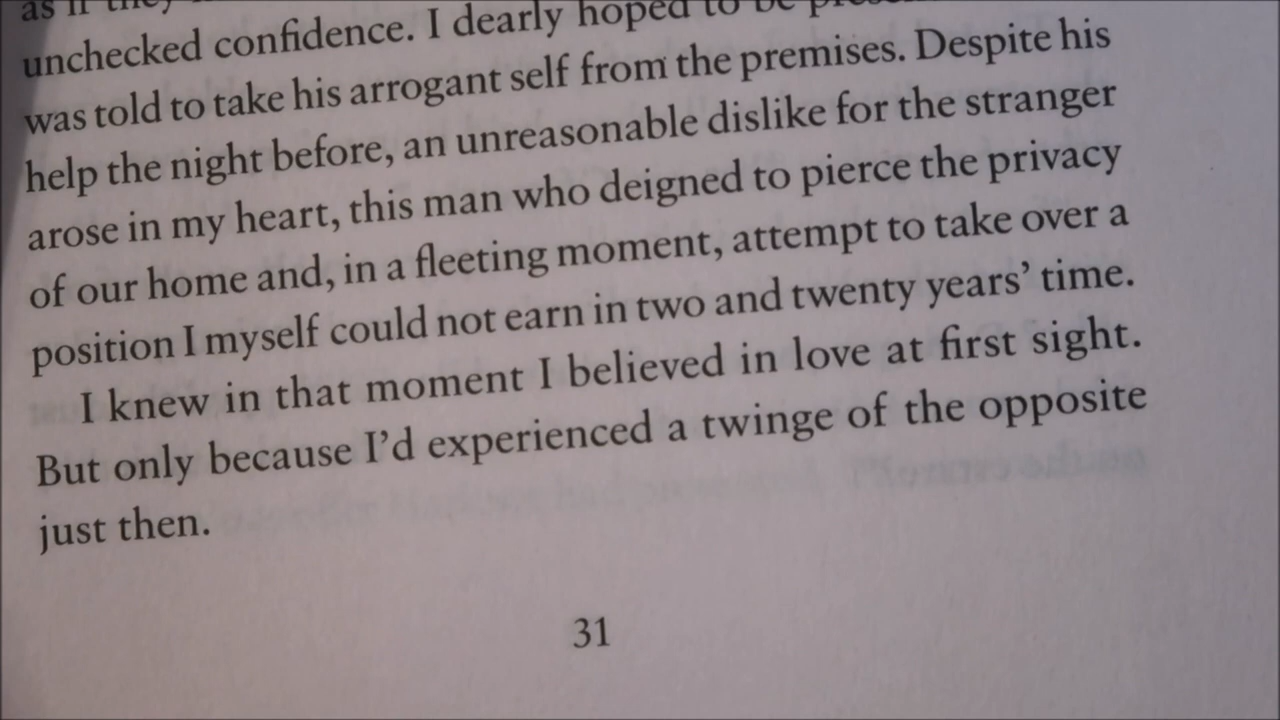 as if they
unchecked confidence. I dearly hoped to be
was told to take his arrogant self from the premises. Despite his
help the night before, an unreasonable dislike for the stranger
arose in my heart, this man who deigned to pierce the privacy
of our home and, in a fleeting moment, attempt to take over a
position I myself could not earn in two and twenty years’ time.
I knew in that moment I believed in love at first sight.
But only because I’d experienced a twinge of the opposite
just then.
31